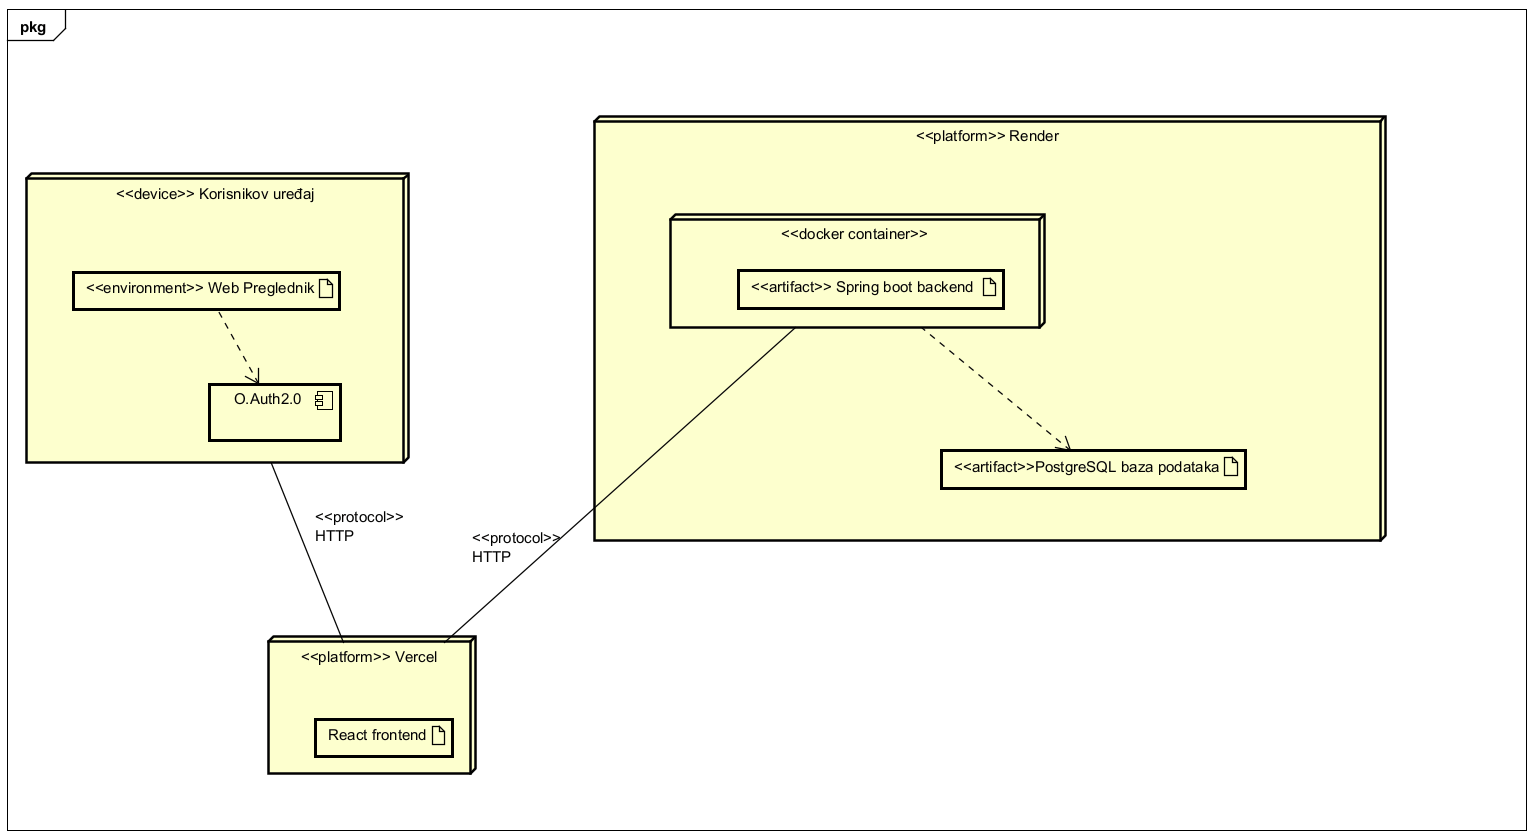 pkg
<<platform>> Render
<<device>> Korisnikov uređaj
<<docker container>>
<<environment>> Web Preglednik
<<artifact>> Spring boot backend
O.Auth2.0
<<artifact>>PostgreSQL baza podataka
<<protocol>>
HTTP
<<protocol>>
HTTP
<<platform>> Vercel
React frontend